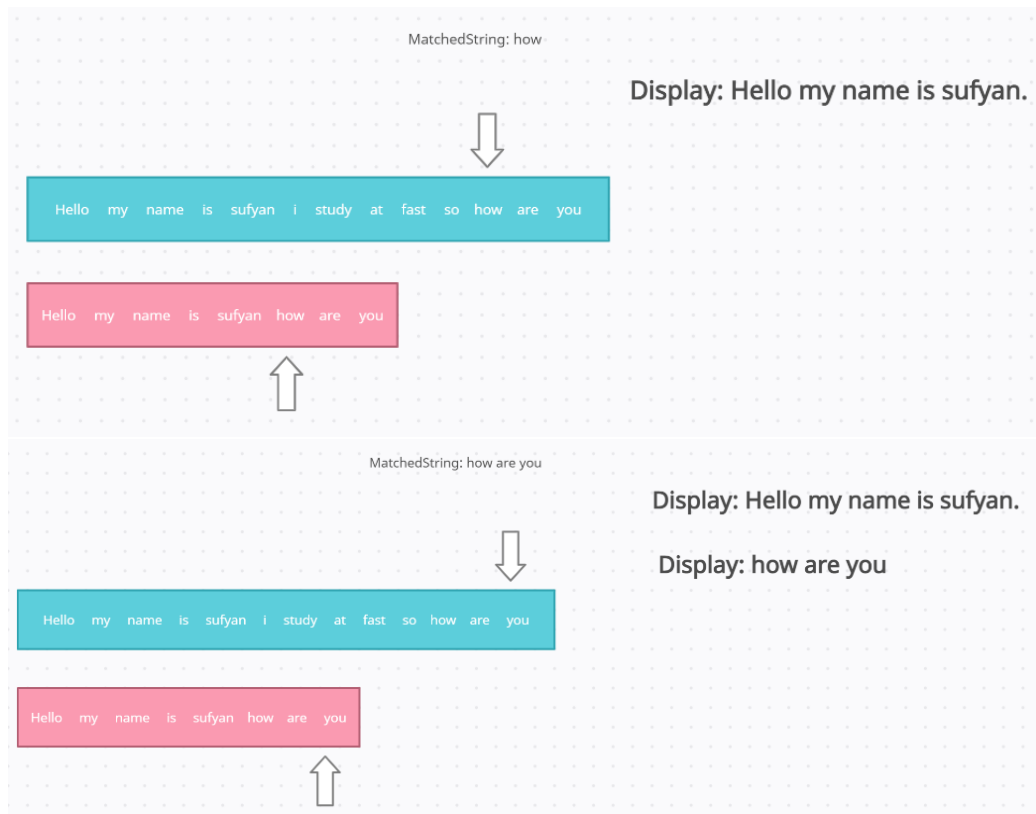 MatchedString: how
Display: Hello my name is sufyan.
Hello my name is sufyan i study at fast so how are you
Hello my name is sufyan how are you
MatchedString: how are you
Display: Hello my name is sufyan.
Display: how are you
Hello my name is sufyan i study at fast so how are you
Hello my name is sufyan how are you